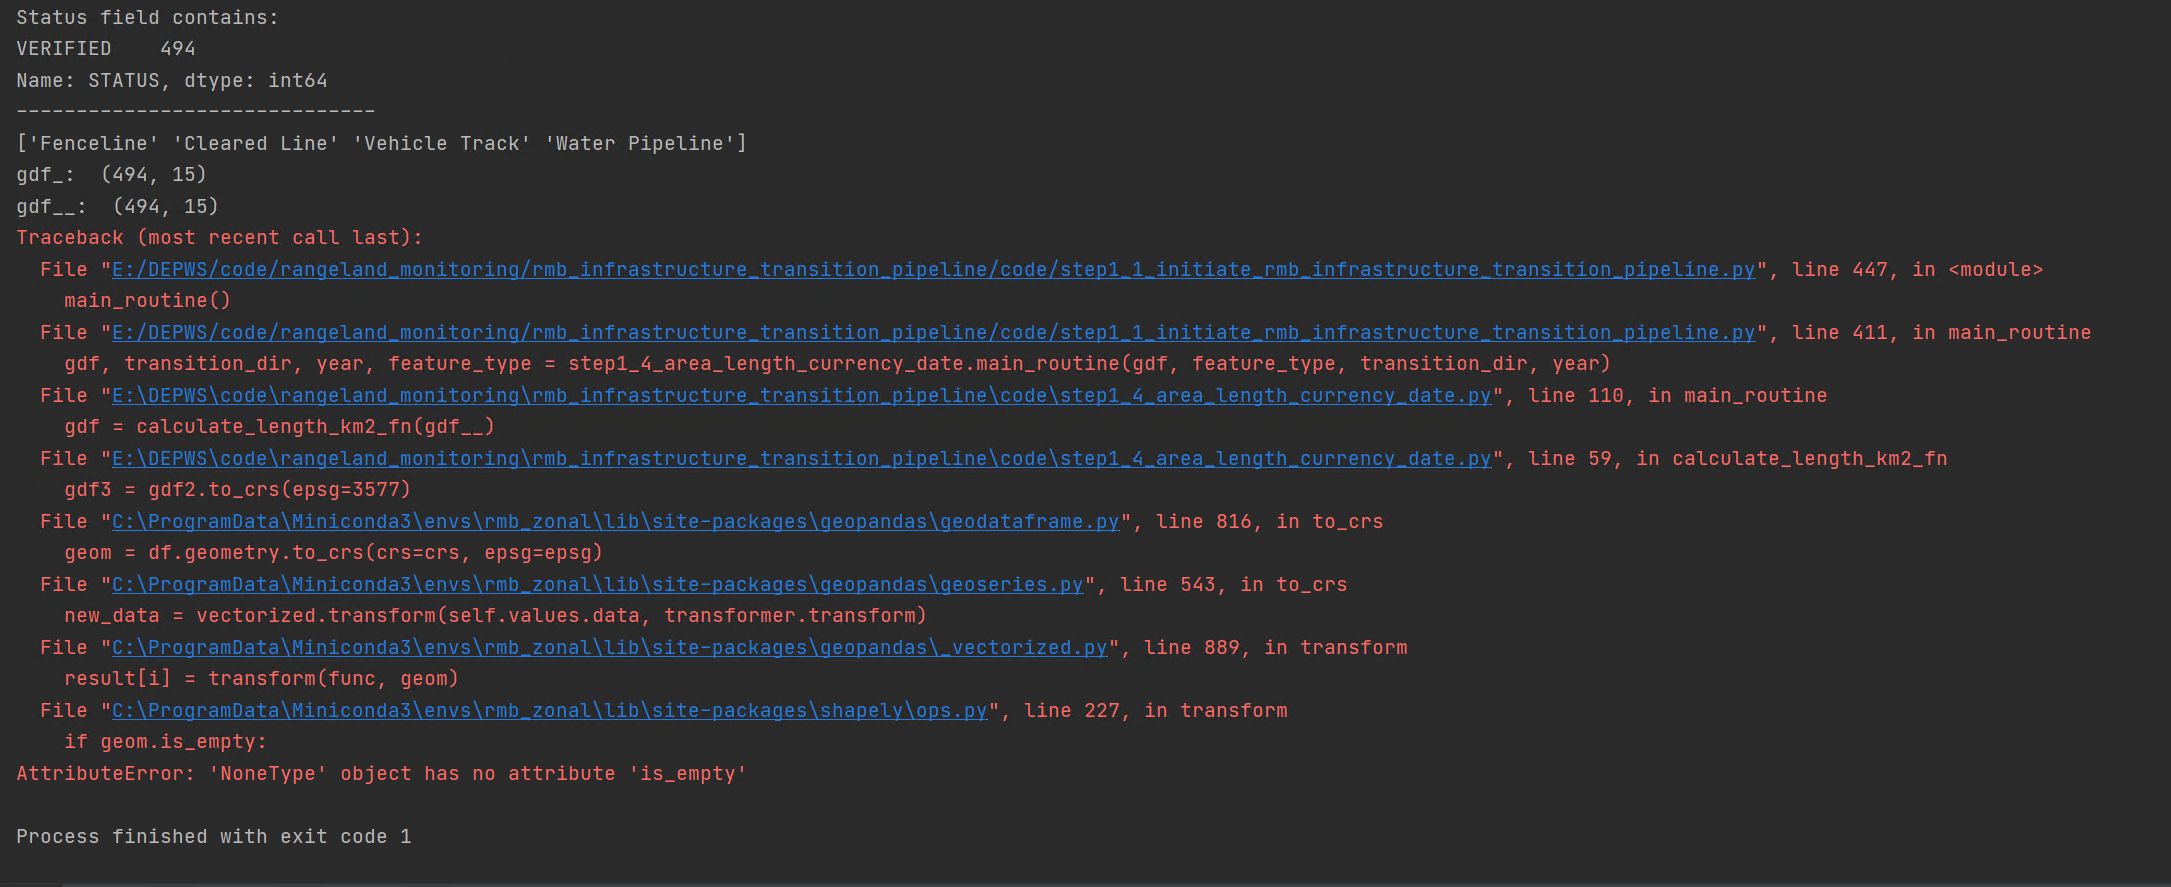 Status field contains:
VERIFIED    494
Name: STATUS, dtype: int64
------------------------------
['Fenceline' 'Cleared Line' 'Vehicle Track' 'Water Pipeline']
gdf_:  (494, 15)
gdf__:  (494, 15)
Traceback (most recent call last):
  File "E:/DEPWS/code/rangeland_monitoring/rmb_infrastructure_transition_pipeline/code/step1_1_initiate_rmb_infrastructure_transition_pipeline.py", line 447, in <module>
    main_routine()
  File "E:/DEPWS/code/rangeland_monitoring/rmb_infrastructure_transition_pipeline/code/step1_1_initiate_rmb_infrastructure_transition_pipeline.py", line 411, in main_routine
    gdf, transition_dir, year, feature_type = step1_4_area_length_currency_date.main_routine(gdf, feature_type, transition_dir, year)
  File "E:\DEPWS\code\rangeland_monitoring\rmb_infrastructure_transition_pipeline\code\step1_4_area_length_currency_date.py", line 110, in main_routine
    gdf = calculate_length_km2_fn(gdf__)
  File "E:\DEPWS\code\rangeland_monitoring\rmb_infrastructure_transition_pipeline\code\step1_4_area_length_currency_date.py", line 59, in calculate_length_km2_fn
    gdf3 = gdf2.to_crs(epsg=3577)
  File "C:\ProgramData\Miniconda3\envs\rmb_zonal\lib\site-packages\geopandas\geodataframe.py", line 816, in to_crs
    geom = df.geometry.to_crs(crs=crs, epsg=epsg)
  File "C:\ProgramData\Miniconda3\envs\rmb_zonal\lib\site-packages\geopandas\geoseries.py", line 543, in to_crs
    new_data = vectorized.transform(self.values.data, transformer.transform)
  File "C:\ProgramData\Miniconda3\envs\rmb_zonal\lib\site-packages\geopandas\_vectorized.py", line 889, in transform
    result[i] = transform(func, geom)
  File "C:\ProgramData\Miniconda3\envs\rmb_zonal\lib\site-packages\shapely\ops.py", line 227, in transform
    if geom.is_empty:
AttributeError: 'NoneType' object has no attribute 'is_empty'
Process finished with exit code 1